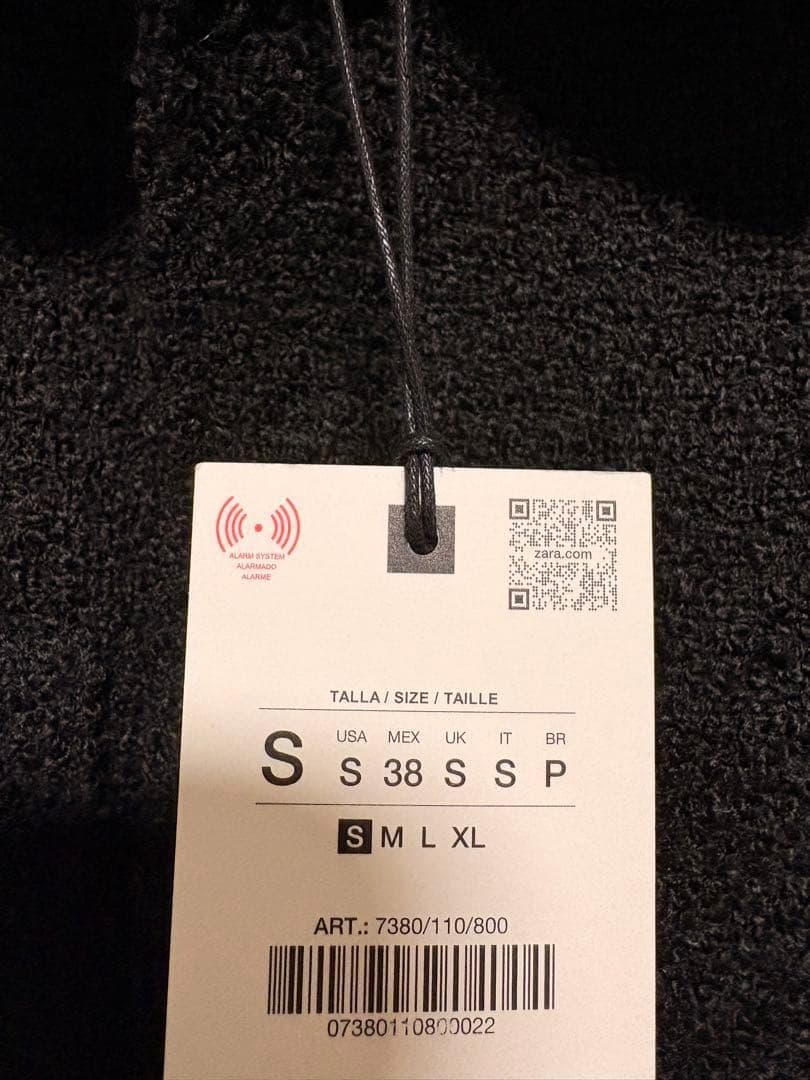 ALARM SYSTEM
ALARMADO
ALARME
zara.com
TALLA / SIZE / TAILLE
USA MEX UK IT BR
S S 38 S S P
S M L XL
ART.: 7380/110/800
07380110800022